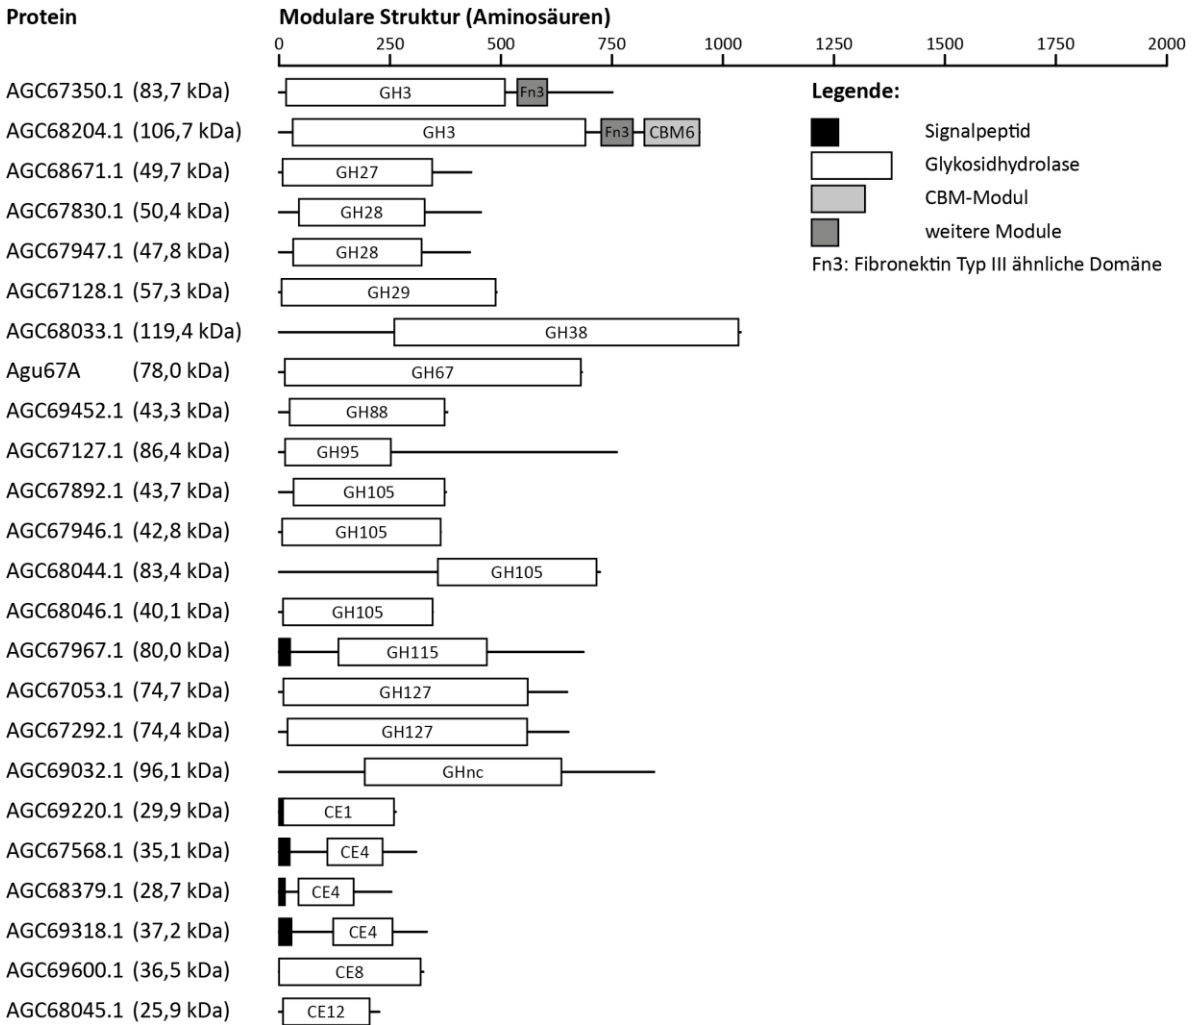 Protein Modulare Struktur (Aminosäuren)
0 250 500 750 1000 1250 1500 1750 2000
AGC67350.1 (83,7 kDa) GH3 Fn3
Legende:
AGC68204.1 (106,7 kDa) GH3 Fn3 CBM6
Signalpeptid
AGC68671.1 (49,7 kDa) GH27
Glykosidhydrolase
AGC67830.1 (50,4 kDa) GH28
CBM-Modul
AGC67947.1 (47,8 kDa) GH28
weitere Module
Fn3: Fibronektin Typ III ähnliche Domäne
AGC67128.1 (57,3 kDa) GH29
AGC68033.1 (119,4 kDa) GH38
Agu67A (78,0 kDa) GH67
AGC69452.1 (43,3 kDa) GH88
AGC67127.1 (86,4 kDa) GH95
AGC67892.1 (43,7 kDa) GH105
AGC67946.1 (42,8 kDa) GH105
AGC68044.1 (83,4 kDa) GH105
AGC68046.1 (40,1 kDa) GH105
AGC67967.1 (80,0 kDa) GH115
AGC67053.1 (74,7 kDa) GH127
AGC67292.1 (74,4 kDa) GH127
AGC69032.1 (96,1 kDa) GHnc
AGC69220.1 (29,9 kDa) CE1
AGC67568.1 (35,1 kDa) CE4
AGC68379.1 (28,7 kDa) CE4
AGC69318.1 (37,2 kDa) CE4
AGC69600.1 (36,5 kDa) CE8
AGC68045.1 (25,9 kDa) CE12